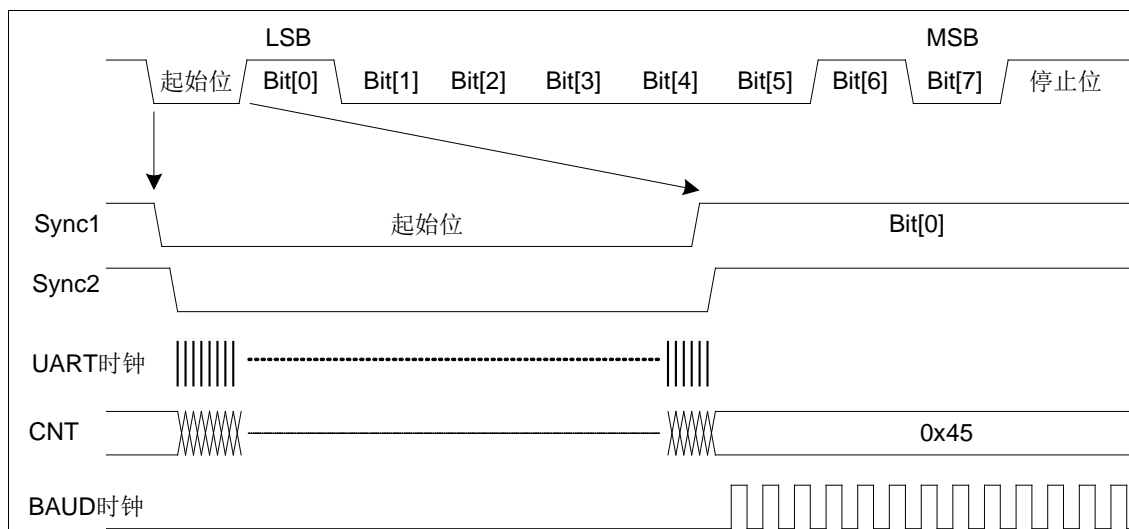 LSB MSB
起始位 Bit[0] Bit[1] Bit[2] Bit[3] Bit[4] Bit[5] Bit[6] Bit[7] 停止位
Sync1 起始位 Bit[0]
Sync2
UART时钟
CNT 0x45
BAUD时钟